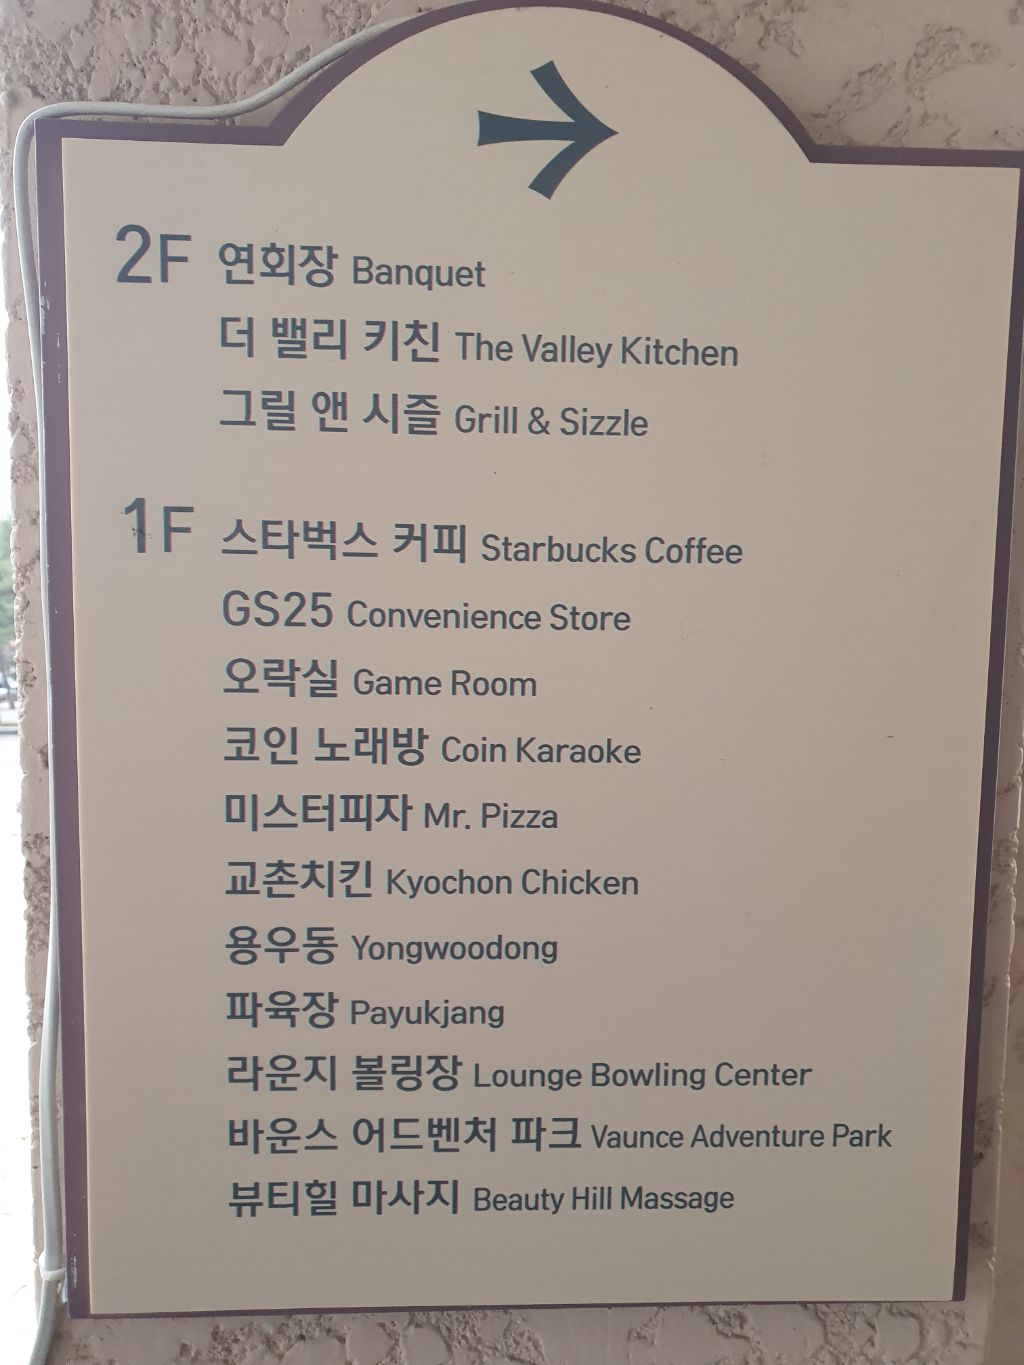 2F 연회장 Banquet
더 밸리 키친 The Valley Kitchen
그릴 앤 시즐 Grill & Sizzle
1F 스타벅스 커피 Starbucks Coffee
GS25 Convenience Store
오락실 Game Room
코인 노래방 Coin Karaoke
미스터피자 Mr. Pizza
교촌치킨 Kyochon Chicken
용우동 Yongwoodong
파육장 Payukjang
라운지 볼링장 Lounge Bowling Center
바운스 어드벤처 파크 Vaunce Adventure Park
뷰티힐 마사지 Beauty Hill Massage